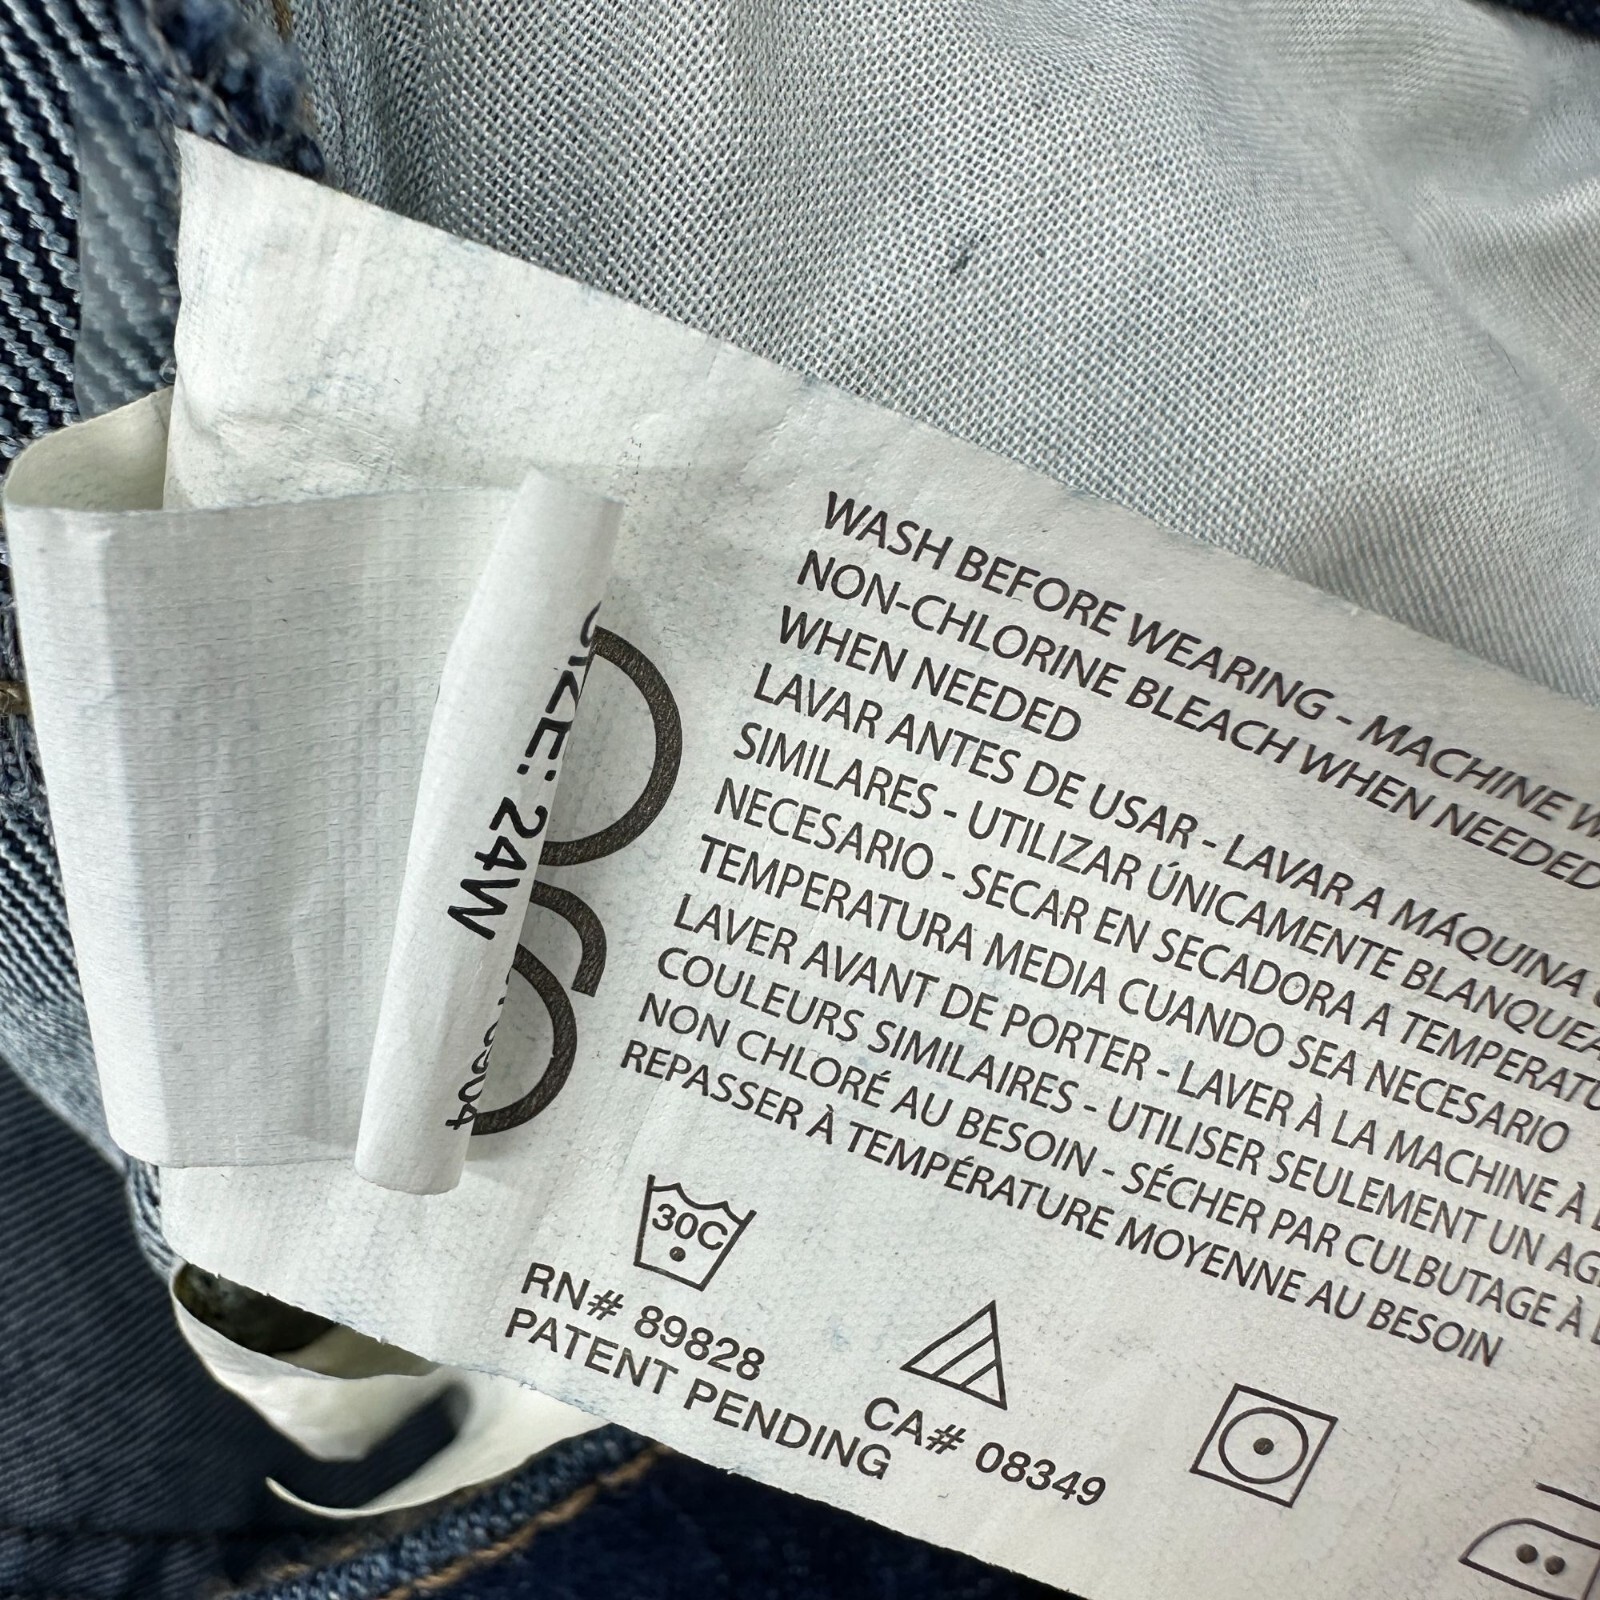 WASH BEFORE WEARING - MACHINE
NON-CHLORINE BLEACH WHEN NEEDED
WHEN NEEDED
LAVAR ANTES DE USAR - LAVAR A MÁQUINA
SIMILARES - UTILIZAR ÚNICAMENTE
NECESARIO - SECAR EN SECADORA A
TEMPERATURA MEDIA CUANDO SEA NECESARIO
LAVER AVANT DE PORTER - LAVER À LA MACHINE À
COULEURS SIMILAIRES - UTILISER SEULEMENT UN
NON CHLORÉ AU BESOIN - SÉCHER PAR CULBUTAGE À
REPASSER À TEMPÉRATURE MOYENNE AU BESOIN
30C
RN# 89828
CA# 08349
PATENT PENDING
SIZE: 24W